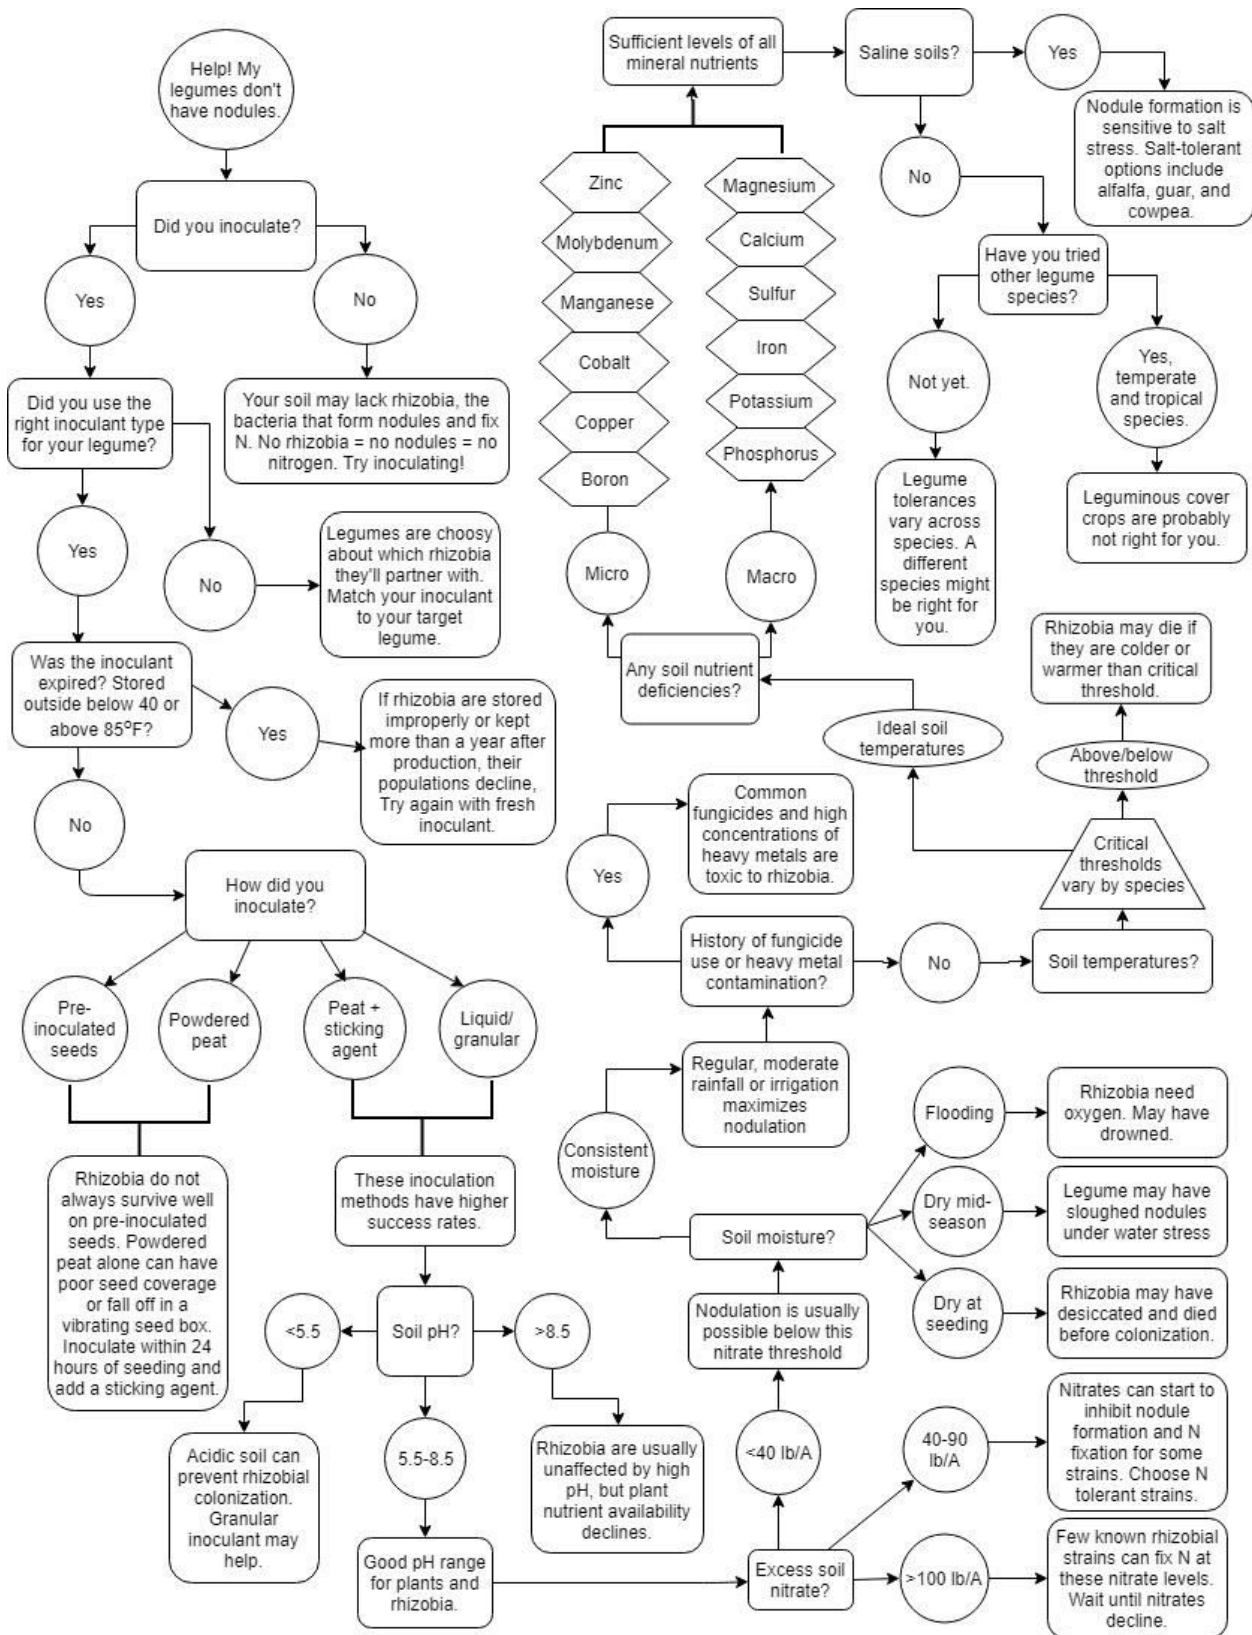 Help! My
legumes don't
have nodules.
Did you inoculate?
Yes
No
Did you use the
right inoculant type
for your legume?
Your soil may lack rhizobia, the
bacteria that form nodules and fix
N. No rhizobia = no nodules = no
nitrogen. Try inoculating!
Yes
No
Legumes are choosy
about which rhizobia
they'll partner with.
Match your inoculant
to your target
legume.
Was the inoculant
expired? Stored
outside below 40 or
above 85°F?
Yes
If rhizobia are stored
improperly or kept
more than a year after
production, their
populations decline,
Try again with fresh
inoculant.
No
How did you
inoculate?
Pre-
inoculated
seeds
Powdered
peat
Peat +
sticking
agent
Liquid/
granular
Rhizobia do not
always survive well
on pre-inoculated
seeds. Powdered
peat alone can have
poor seed coverage
or fall off in a
vibrating seed box.
Inoculate within 24
hours of seeding and
add a sticking agent.
These inoculation
methods have higher
success rates.
<5.5
Soil pH?
>8.5
5.5-8.5
Acidic soil can
prevent rhizobial
colonization.
Granular
inoculant may
help.
Rhizobia are usually
unaffected by high
pH, but plant
nutrient availability
declines.
Good pH range
for plants and
rhizobia.
Excess soil
nitrate?
<40 lb/A
40-90
lb/A
>100 lb/A
Nitrates can start to
inhibit nodule
formation and N
fixation for some
strains. Choose N
tolerant strains.
Few known rhizobial
strains can fix N at
these nitrate levels.
Wait until nitrates
decline.
Nodulation is usually
possible below this
nitrate threshold
Soil moisture?
Flooding
Rhizobia need
oxygen. May have
drowned.
Dry mid-
season
Legume may have
sloughed nodules
under water stress
Dry at
seeding
Rhizobia may have
desiccated and died
before colonization.
Consistent
moisture
Regular, moderate
rainfall or irrigation
maximizes
nodulation
History of fungicide
use or heavy metal
contamination?
Yes
Common
fungicides and high
concentrations of
heavy metals are
toxic to rhizobia.
No
Soil temperatures?
Critical
thresholds
vary by species
Above/below
threshold
Rhizobia may die if
they are colder or
warmer than critical
threshold.
Ideal soil
temperatures
Any soil nutrient
deficiencies?
Micro
Macro
Zinc
Molybdenum
Manganese
Cobalt
Copper
Boron
Magnesium
Calcium
Sulfur
Iron
Potassium
Phosphorus
Sufficient levels of all
mineral nutrients
Saline soils?
Yes
Nodule formation is
sensitive to salt
stress. Salt-tolerant
options include
alfalfa, guar, and
cowpea.
No
Have you tried
other legume
species?
Not yet.
Yes,
temperate
and tropical
species.
Legume
tolerances
vary across
species. A
different
species might
be right for
you.
Leguminous cover
crops are probably
not right for you.